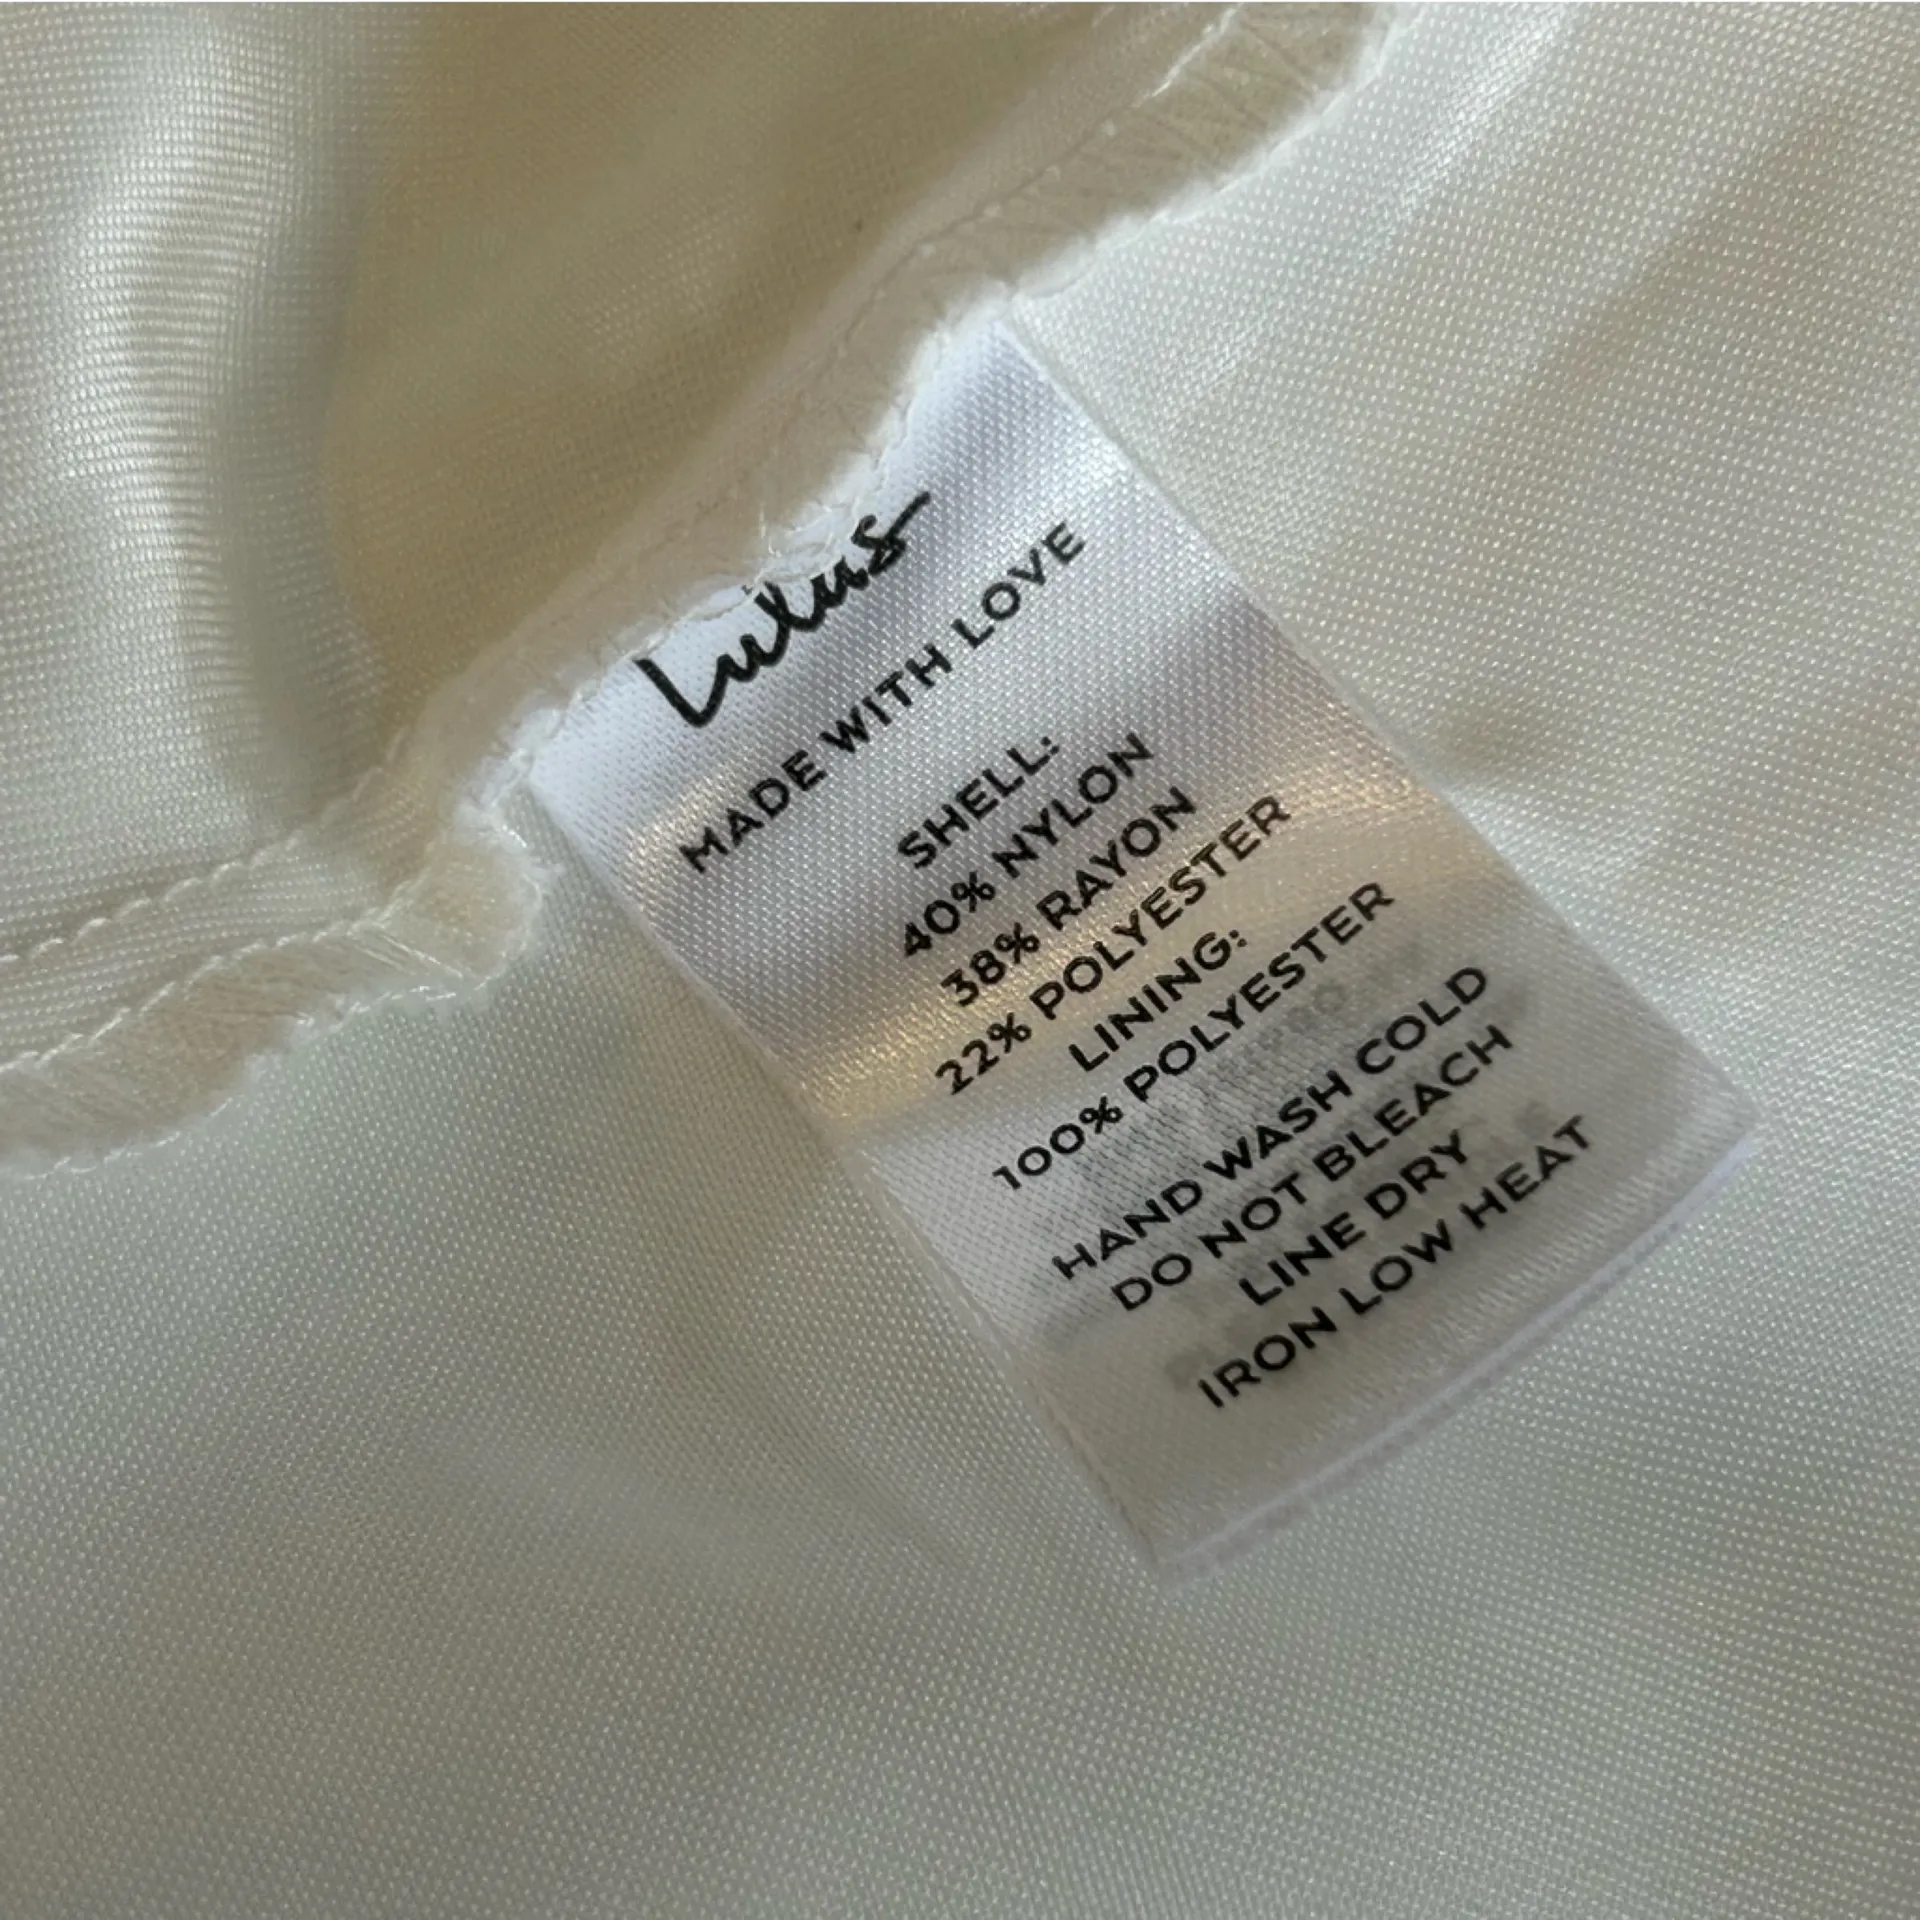 Lulus
MADE WITH LOVE
SHELL:
40% NYLON
38% RAYON
22% POLYESTER
LINING:
100% POLYESTER
HAND WASH COLD
DO NOT BLEACH
LINE DRY
IRON LOW HEAT